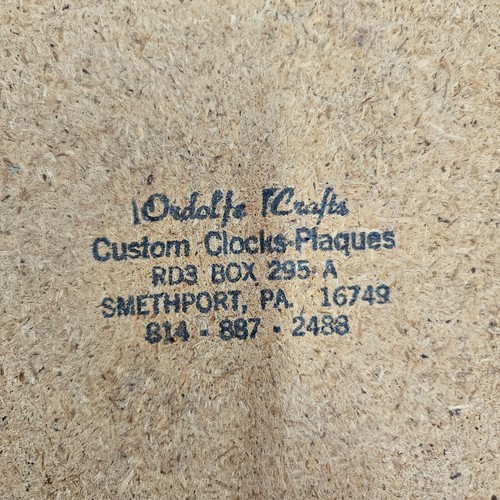 Ordolfe Crafts
Custom Clocks-Plaques
RD3 BOX 295-A
SMETHPORT, PA. 16749
814 - 887 - 2488